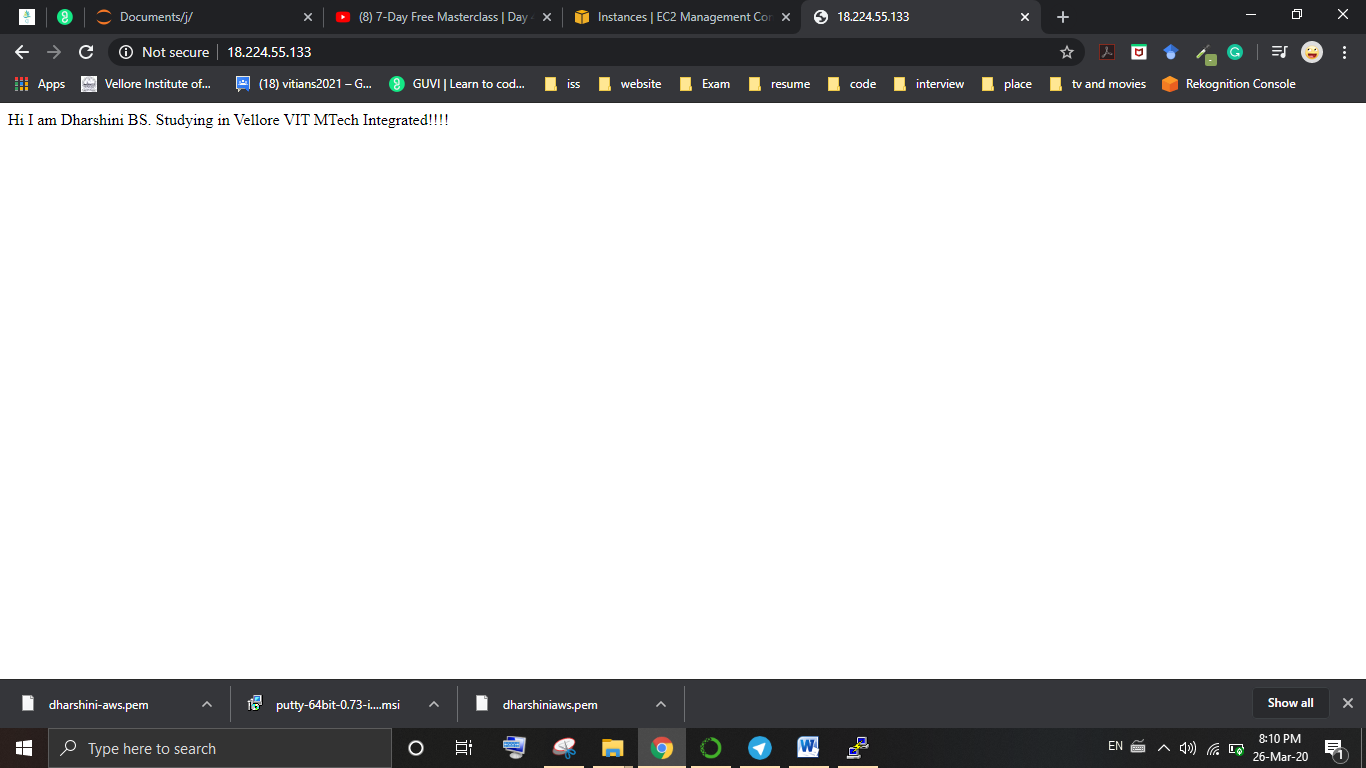 Documents/j/
(8) 7-Day Free Masterclass | Day
Instances | EC2 Management Con
18.224.55.133
Not secure
18.224.55.133
Apps
Vellore Institute of...
(18) vitians2021 – G...
GUVI | Learn to cod...
iss
website
Exam
resume
code
interview
place
tv and movies
Rekognition Console
Hi I am Dharshini BS. Studying in Vellore VIT MTech Integrated!!!!
dharshini-aws.pem
putty-64bit-0.73-i....msi
dharshiniaws.pem
Show all
Type here to search
EN
8:10 PM
26-Mar-20
1